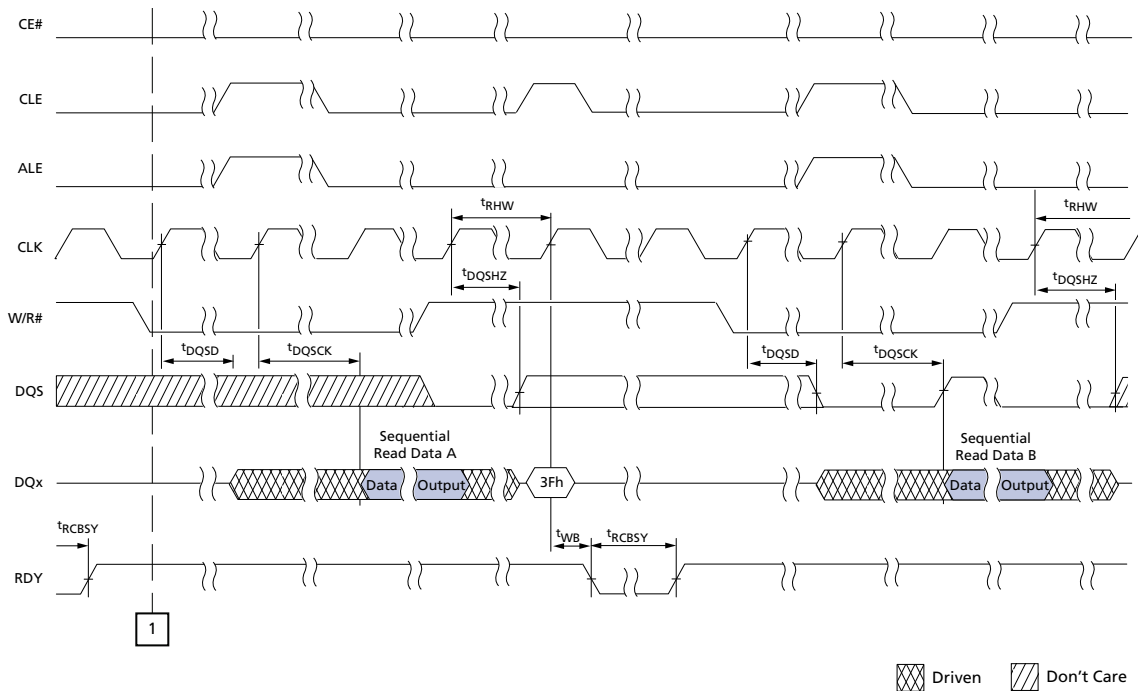 CE#
CLE
ALE
tRHW
tRHW
CLK
tDQSHZ
tDQSHZ
W/R#
tDQSD
tDQSCK
tDQSD
tDQSCK
DQS
Sequential
Read Data A
Sequential
Read Data B
DQx
Data
Output
3Fh
Data
Output
tRCBSY
tWB
tRCBSY
RDY
1
Driven
Don't Care